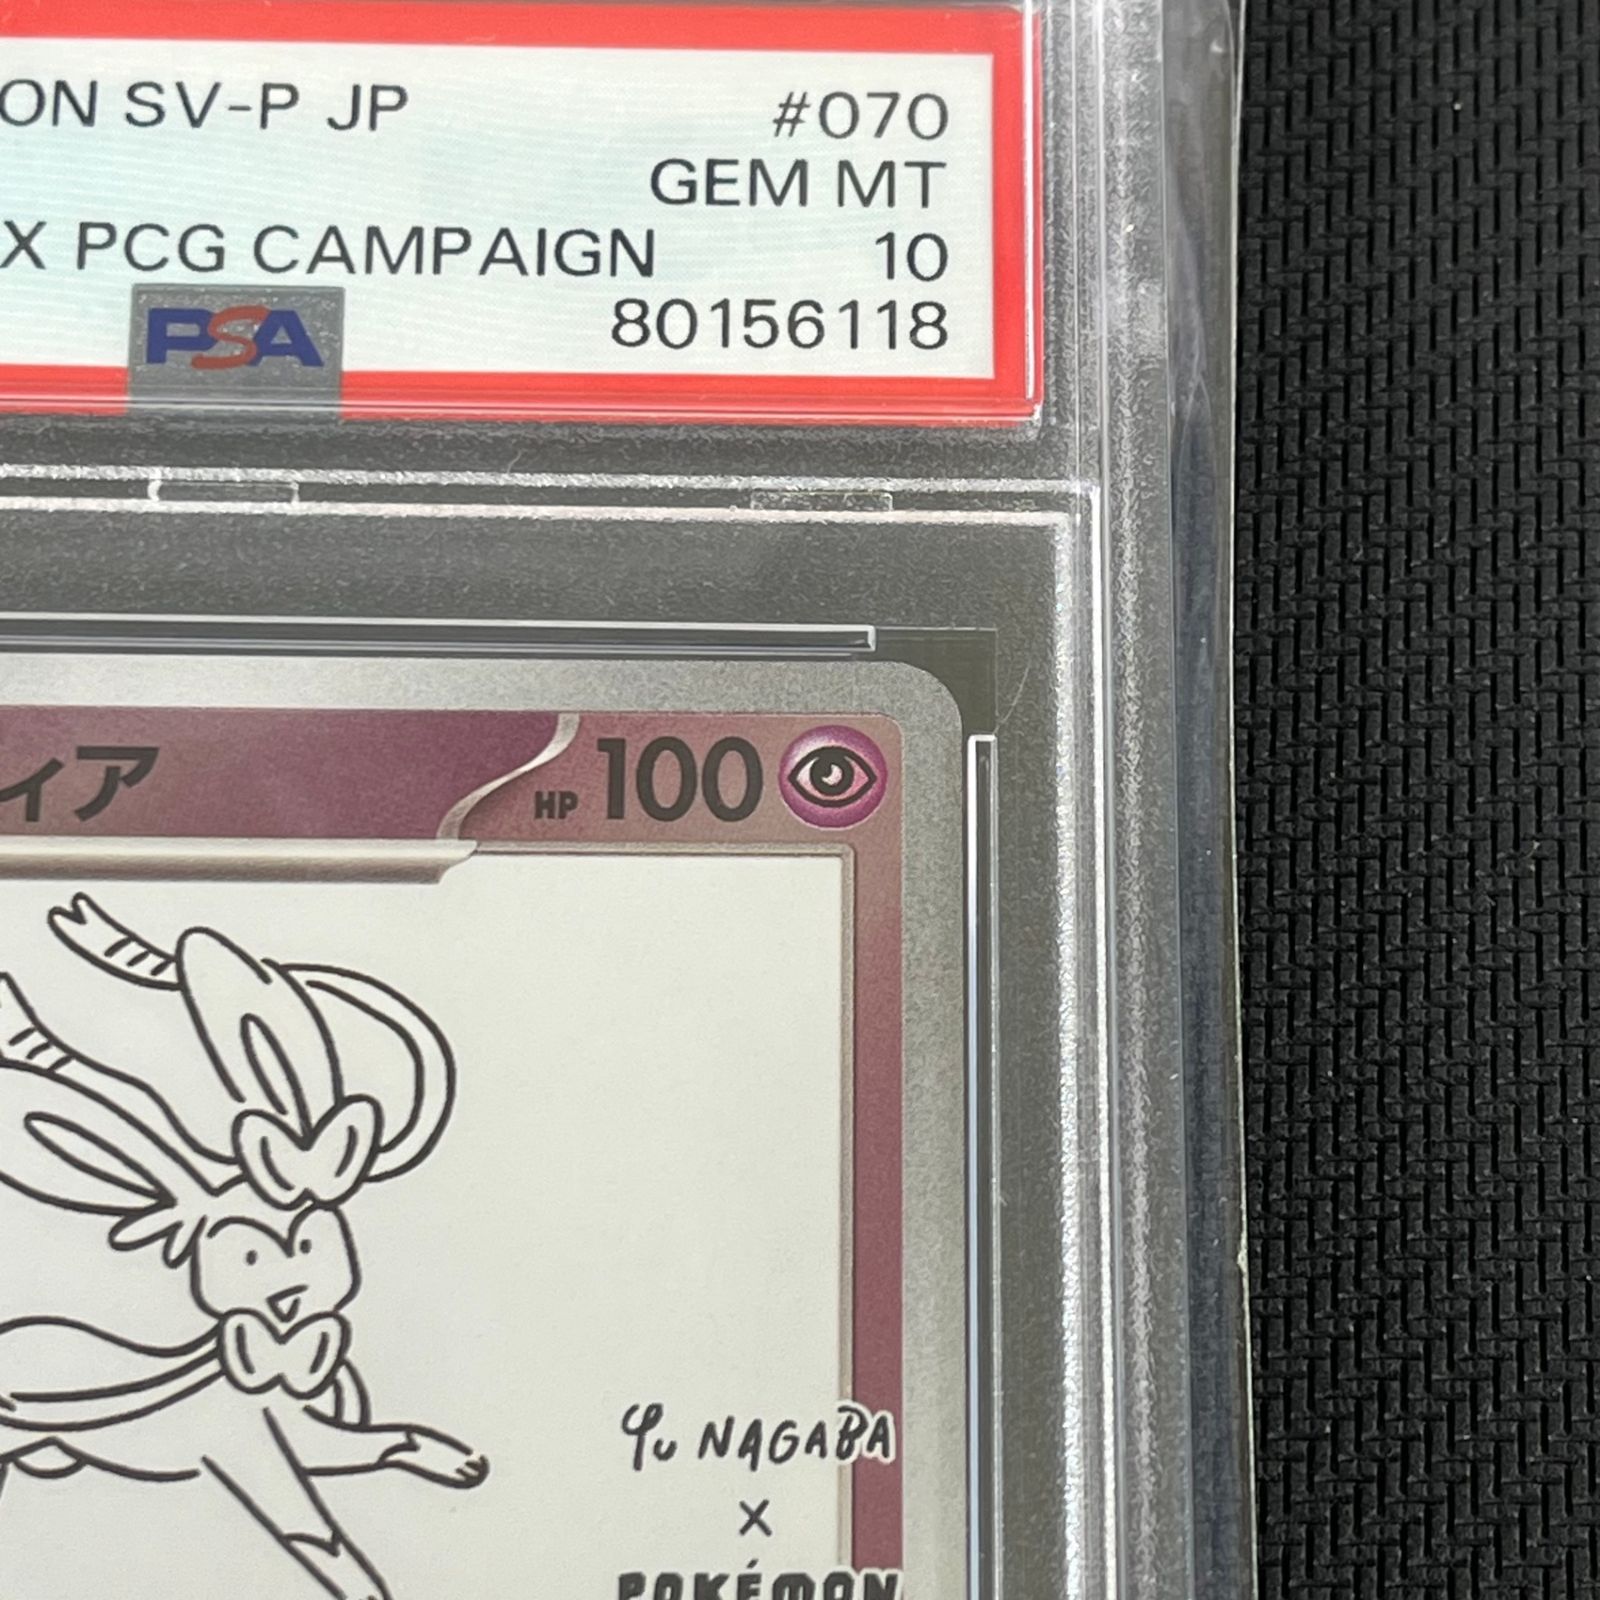 ON SV-P JP #070
GEM MT
X PCG CAMPAIGN 10
PSA 80156118
ィア HP 100
Yu NAGABA
×
POKÉMON